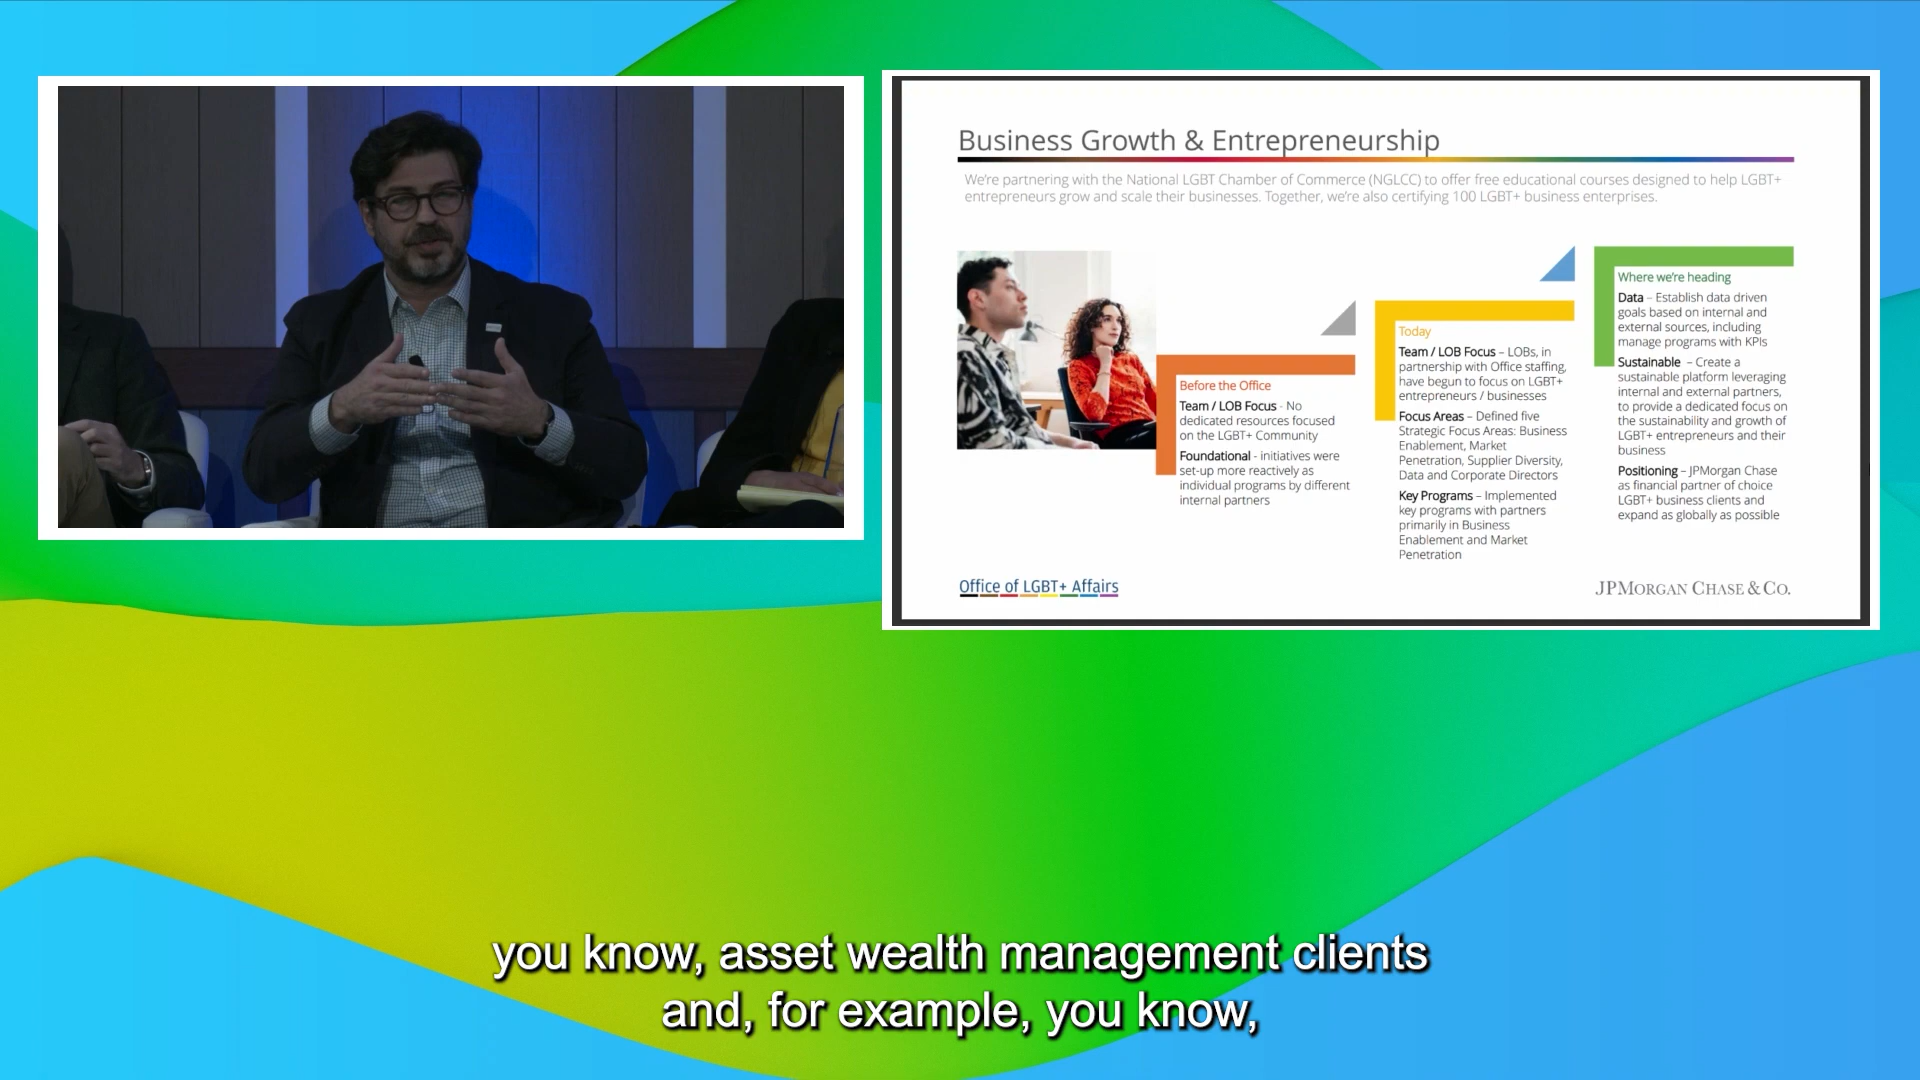 Business Growth & Entrepreneurship
We're partnering with the National LGBT Chamber of Commerce (NGLCC) to offer free educational courses designed to help LGBT+
entrepreneurs grow and scale their businesses. Together, we're also certifying 100 LGBT+ business enterprises.
Before the Office
Team / LOB Focus - No
dedicated resources focused
on the LGBT+ Community
Foundational - initiatives were
set-up more reactively as
individual programs by different
internal partners
Today
Team / LOB Focus – LOBs, in
partnership with Office staffing,
have begun to focus on LGBT+
entrepreneurs / businesses
Focus Areas – Defined five
Strategic Focus Areas: Business
Enablement, Market
Penetration, Supplier Diversity,
Data and Corporate Directors
Key Programs – Implemented
key programs with partners
primarily in Business
Enablement and Market
Penetration
Where we're heading
Data – Establish data driven
goals based on internal and
external sources, including
manage programs with KPIs
Sustainable – Create a
sustainable platform leveraging
internal and external partners,
to provide a dedicated focus on
the sustainability and growth of
LGBT+ entrepreneurs and their
business
Positioning – JPMorgan Chase
as financial partner of choice
LGBT+ business clients and
expand as globally as possible
Office of LGBT+ Affairs
JPMORGAN CHASE & CO.
you know, asset wealth management clients
and, for example, you know,